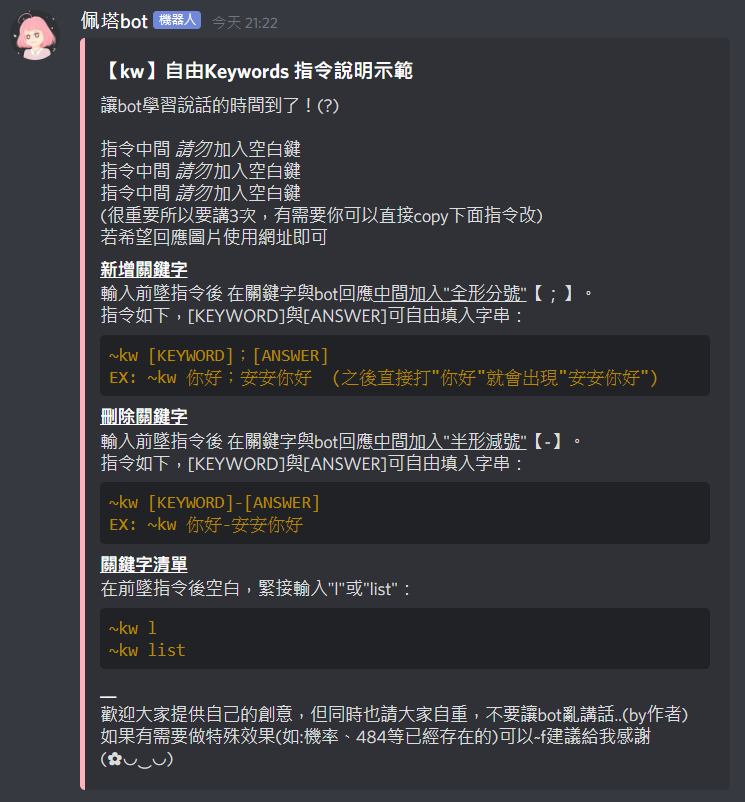 佩塔bot 機器人 今天 21:22
【kw】自由Keywords 指令說明示範
讓bot學習說話的時間到了！(?)
指令中間 請勿加入空白鍵
指令中間 請勿加入空白鍵
指令中間 請勿加入空白鍵
(很重要所以要講3次，有需要你可以直接copy下面指令改)
若希望回應圖片使用網址即可
新增關鍵字
輸入前墜指令後 在關鍵字與bot回應中間加入"全形分號"【；】。
指令如下，[KEYWORD]與[ANSWER]可自由填入字串：
~kw [KEYWORD]；[ANSWER]
EX: ~kw 你好；安安你好 (之後直接打"你好"就會出現"安安你好")
刪除關鍵字
輸入前墜指令後 在關鍵字與bot回應中間加入"半形減號"【-】。
指令如下，[KEYWORD]與[ANSWER]可自由填入字串：
~kw [KEYWORD]-[ANSWER]
EX: ~kw 你好-安安你好
關鍵字清單
在前墜指令後空白，緊接輸入"l"或"list"：
~kw l
~kw list
__
歡迎大家提供自己的創意，但同時也請大家自重，不要讓bot亂講話..(by作者)
如果有需要做特殊效果(如:機率、484等已經存在的)可以~f建議給我感謝
(✿◡‿◡)